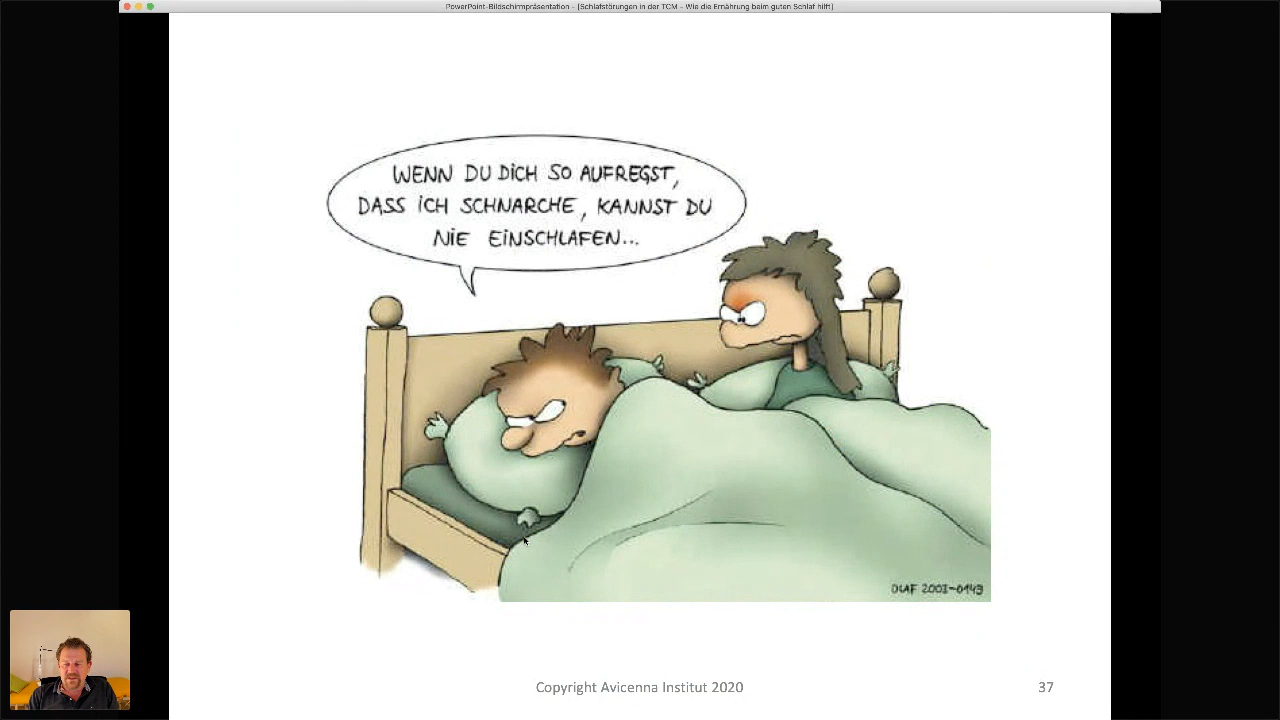 PowerPoint-Bildschirmpräsentation - [Schlafstörungen in der TCM - Wie die Ernährung beim guten Schlaf hilft]
WENN DU DICH SO AUFREGST,
DASS ICH SCHNARCHE, KANNST DU
NIE EINSCHLAFEN...
OLAF 2001-0143
Copyright Avicenna Institut 2020
37